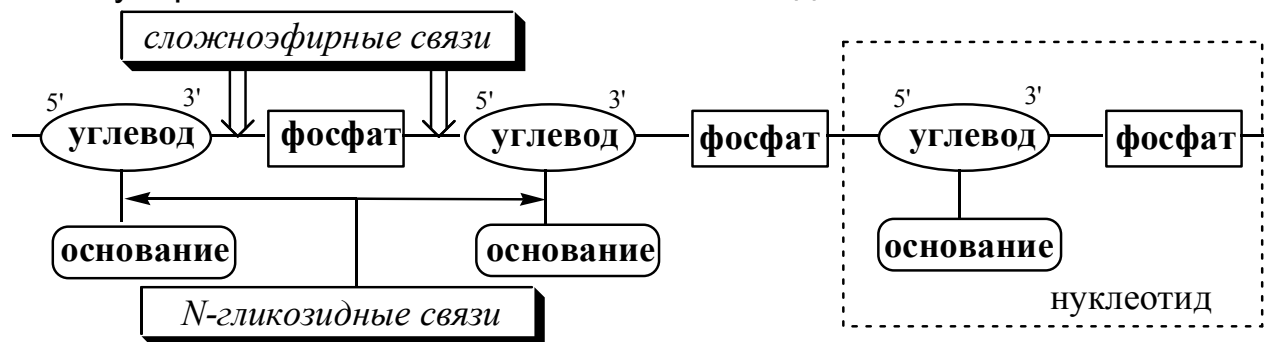 сложноэфирные связи
5' 3' 5' 3' 5' 3'
углевод фосфат углевод фосфат углевод фосфат
основание основание основание
N-гликозидные связи
нуклеотид